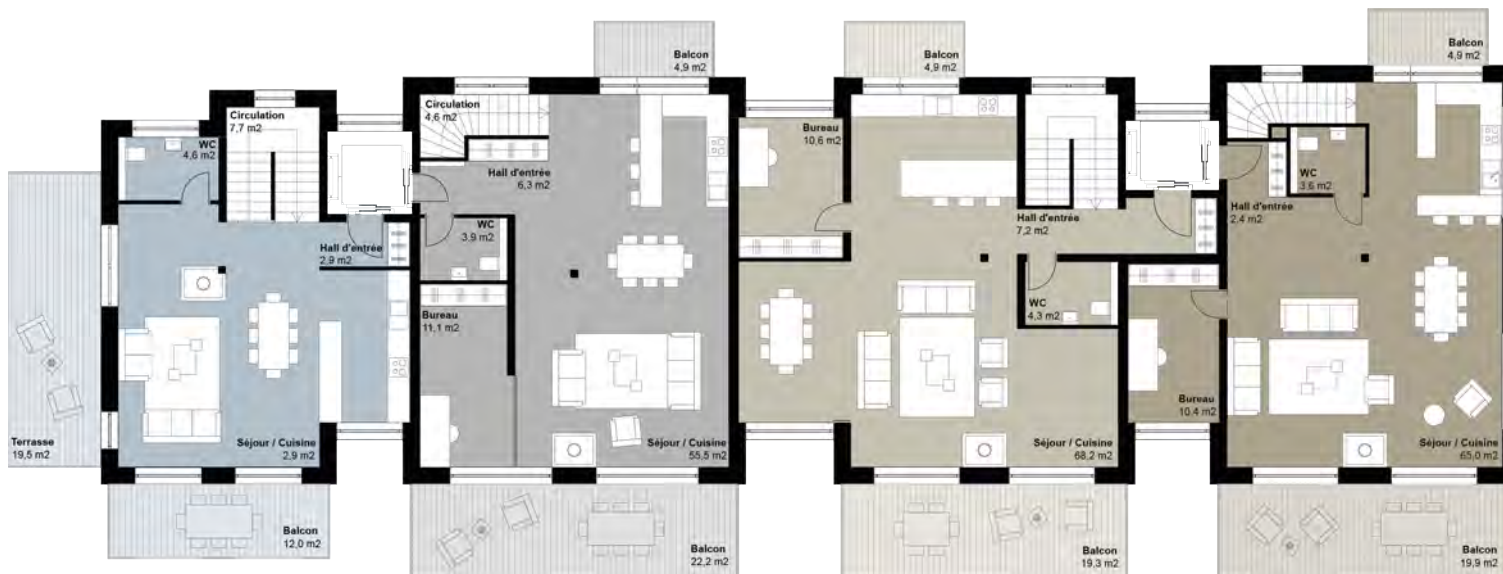 Terrasse
19,5 m2
WC
4,6 m2
Circulation
7,7 m2
Hall d'entrée
2,9 m2
Séjour / Cuisine
2,9 m2
Balcon
12,0 m2
Circulation
4,6 m2
Balcon
4,9 m2
Hall d'entrée
6,3 m2
WC
3,9 m2
Bureau
11,1 m2
Séjour / Cuisine
55,5 m2
Balcon
22,2 m2
Bureau
10,6 m2
Balcon
4,9 m2
Hall d'entrée
7,2 m2
WC
4,3 m2
Séjour / Cuisine
68,2 m2
Balcon
19,3 m2
Balcon
4,9 m2
WC
3,6 m2
Hall d'entrée
2,4 m2
Bureau
10,4 m2
Séjour / Cuisine
65,0 m2
Balcon
19,9 m2